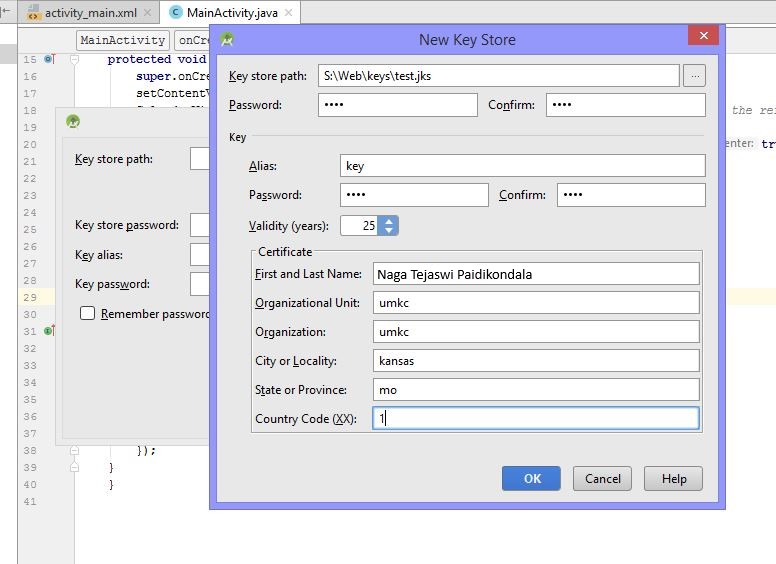 activity_main.xml
MainActivity.java
MainActivity
onCre
New Key Store
15 protected void
16 super.onCre
17 setContentV
18
19
20
21
22
23
24
25
26
27
28
29
30
31
32
33
34
35
36
37
38 });
39 }
40 }
41
the re
enter: tr
Key store path:
Key store password:
Key alias:
Key password:
Remember password
Key store path: S:\Web\keys\test.jks ...
Password: •••• Confirm: ••••
Key
Alias: key
Password: •••• Confirm: ••••
Validity (years): 25
Certificate
First and Last Name: Naga Tejaswi Paidikondala
Organizational Unit: umkc
Organization: umkc
City or Locality: kansas
State or Province: mo
Country Code (XX): 1
OK Cancel Help